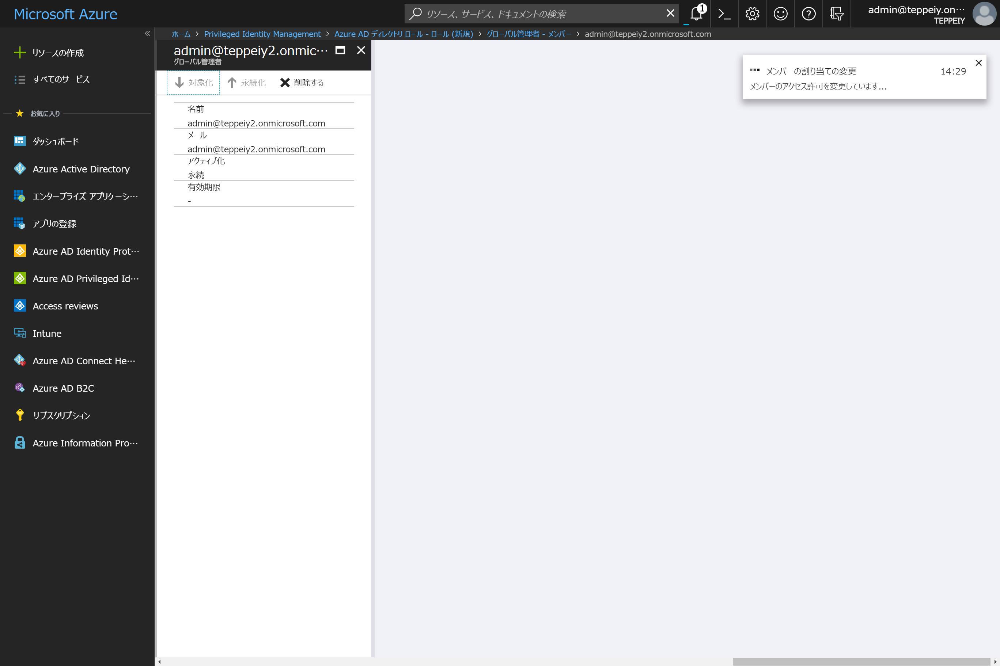 Microsoft Azure
リソース、サービス、ドキュメントの検索
1
admin@teppeiy.on…
TEPPEIY
ホーム > Privileged Identity Management > Azure AD ディレクトリ ロール - ロール (新規) > グローバル管理者 - メンバー > admin@teppeiy2.onmicrosoft.com
リソースの作成
すべてのサービス
お気に入り
ダッシュボード
Azure Active Directory
エンタープライズ アプリケーシ…
アプリの登録
Azure AD Identity Prot…
Azure AD Privileged Id…
Access reviews
Intune
Azure AD Connect He…
Azure AD B2C
サブスクリプション
Azure Information Pro…
admin@teppeiy2.onmic…
グローバル管理者
対象化 永続化 削除する
名前
admin@teppeiy2.onmicrosoft.com
メール
admin@teppeiy2.onmicrosoft.com
アクティブ化
永続
有効期限
-
メンバーの割り当ての変更 14:29
メンバーのアクセス許可を変更しています...